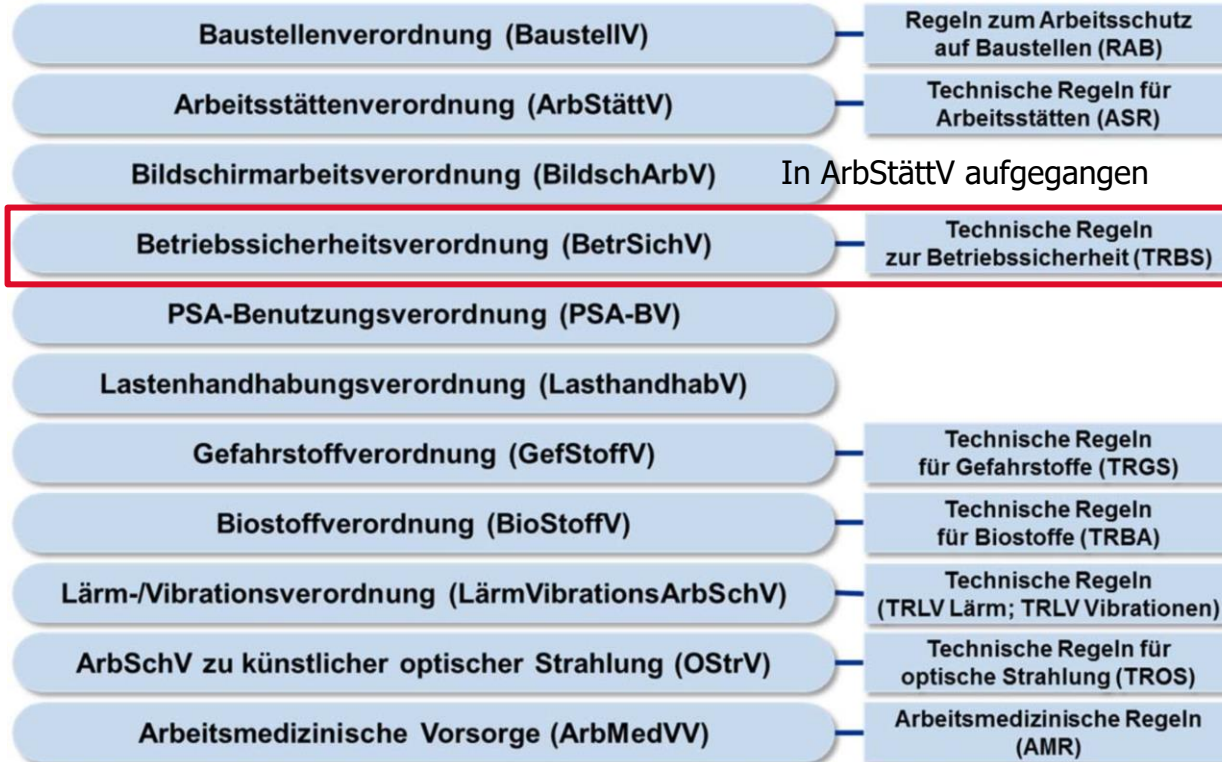 Baustellenverordnung (BaustellV)
Regeln zum Arbeitsschutz
auf Baustellen (RAB)
Arbeitsstättenverordnung (ArbStättV)
Technische Regeln für
Arbeitsstätten (ASR)
Bildschirmarbeitsverordnung (BildschArbV)
In ArbStättV aufgegangen
Betriebssicherheitsverordnung (BetrSichV)
Technische Regeln
zur Betriebssicherheit (TRBS)
PSA-Benutzungsverordnung (PSA-BV)
Lastenhandhabungsverordnung (LasthandhabV)
Gefahrstoffverordnung (GefStoffV)
Technische Regeln
für Gefahrstoffe (TRGS)
Biostoffverordnung (BioStoffV)
Technische Regeln
für Biostoffe (TRBA)
Lärm-/Vibrationsverordnung (LärmVibrationsArbSchV)
Technische Regeln
(TRLV Lärm; TRLV Vibrationen)
ArbSchV zu künstlicher optischer Strahlung (OStrV)
Technische Regeln für
optische Strahlung (TROS)
Arbeitsmedizinische Vorsorge (ArbMedVV)
Arbeitsmedizinische Regeln
(AMR)